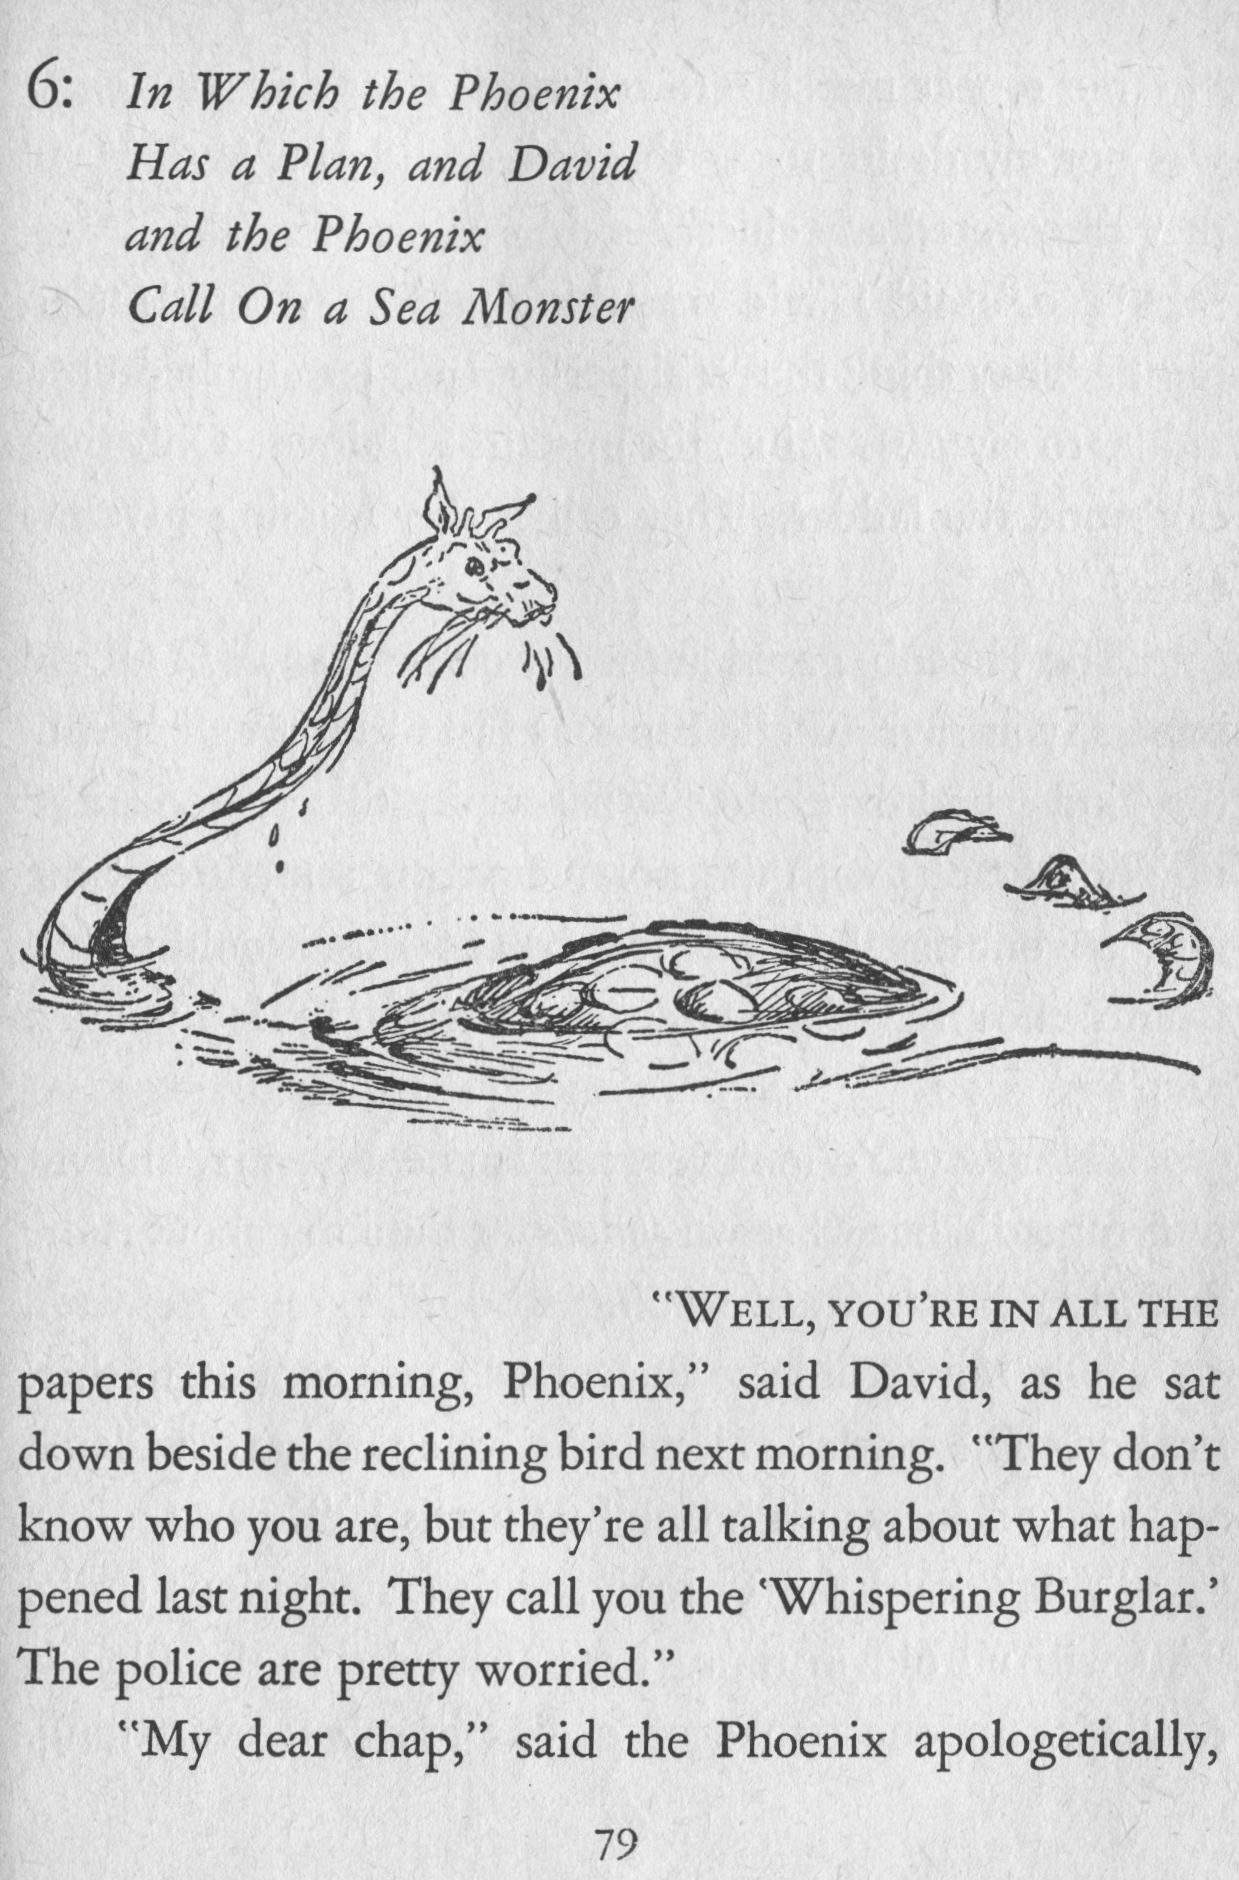 6: In Which the Phoenix
Has a Plan, and David
and the Phoenix
Call On a Sea Monster
"WELL, YOU'RE IN ALL THE
papers this morning, Phoenix," said David, as he sat
down beside the reclining bird next morning. "They don't
know who you are, but they're all talking about what hap-
pened last night. They call you the 'Whispering Burglar.'
The police are pretty worried."
"My dear chap," said the Phoenix apologetically,
79